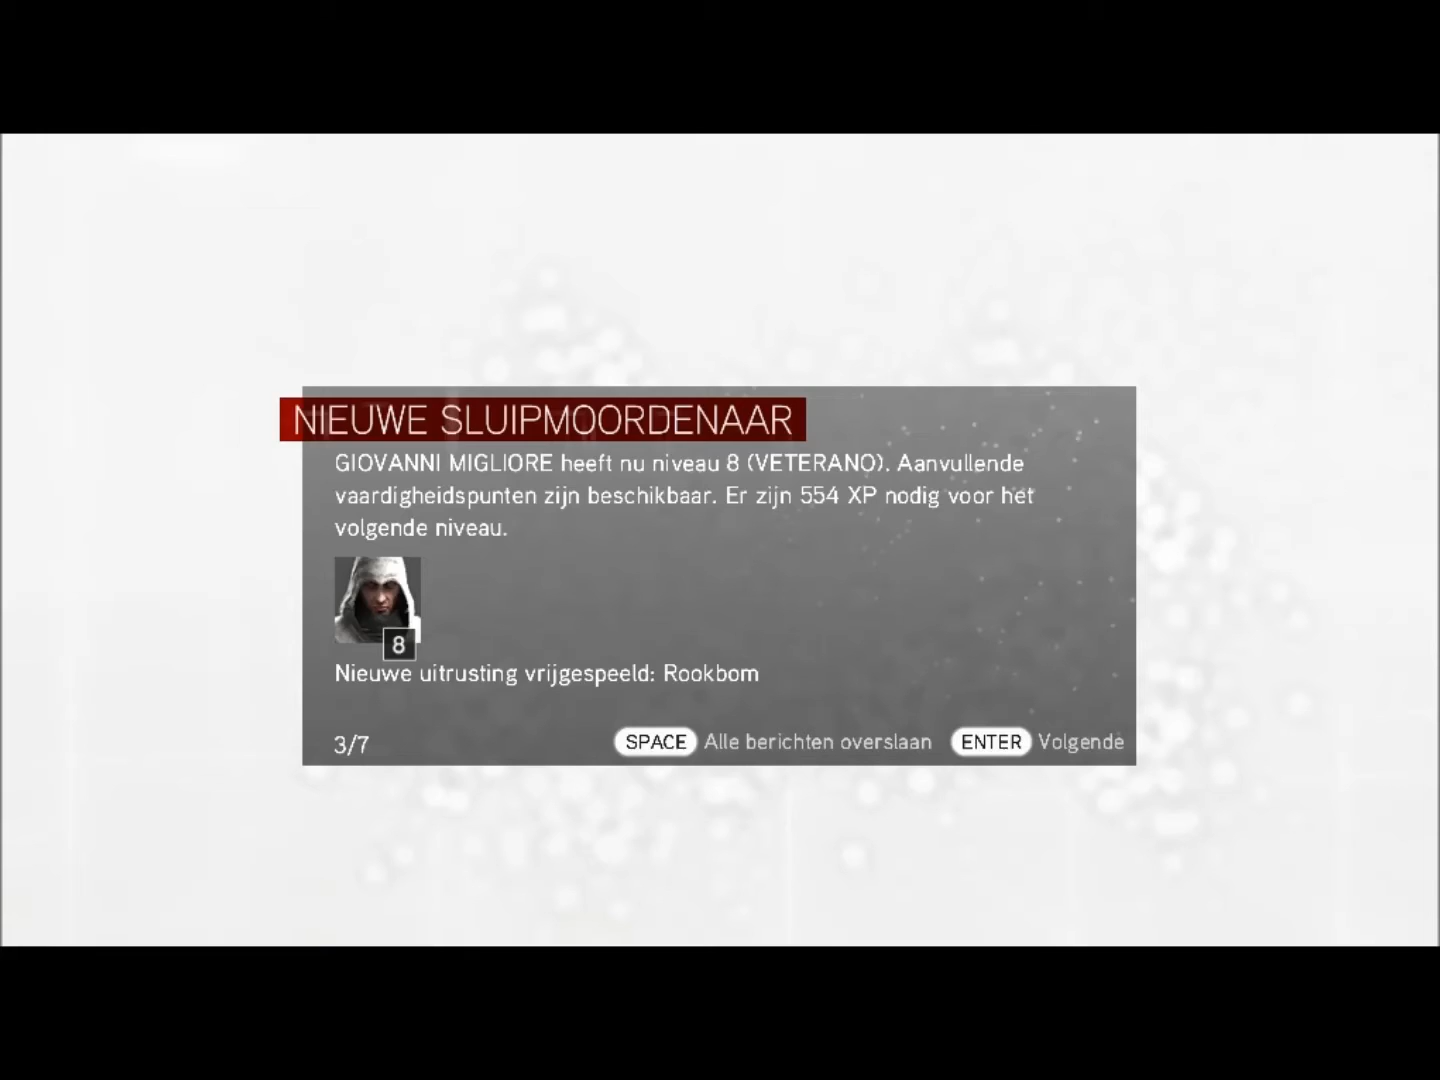 NIEUWE SLUIPMOORDENAAR
GIOVANNI MIGLIORE heeft nu niveau 8 (VETERANO). Aanvullende
vaardigheidspunten zijn beschikbaar. Er zijn 554 XP nodig voor het
volgende niveau.
8
Nieuwe uitrusting vrijgespeeld: Rookbom
3/7 SPACE Alle berichten overslaan ENTER Volgende